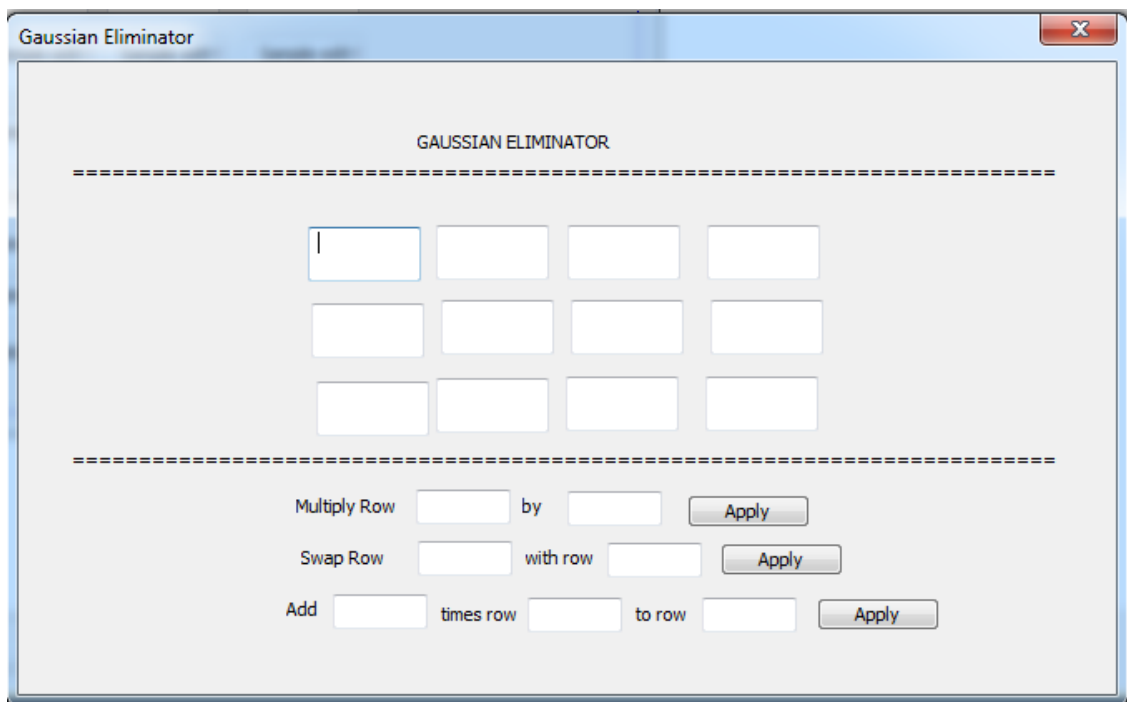 Gaussian Eliminator
GAUSSIAN ELIMINATOR
==========================================================================
==========================================================================
Multiply Row by Apply
Swap Row with row Apply
Add times row to row Apply